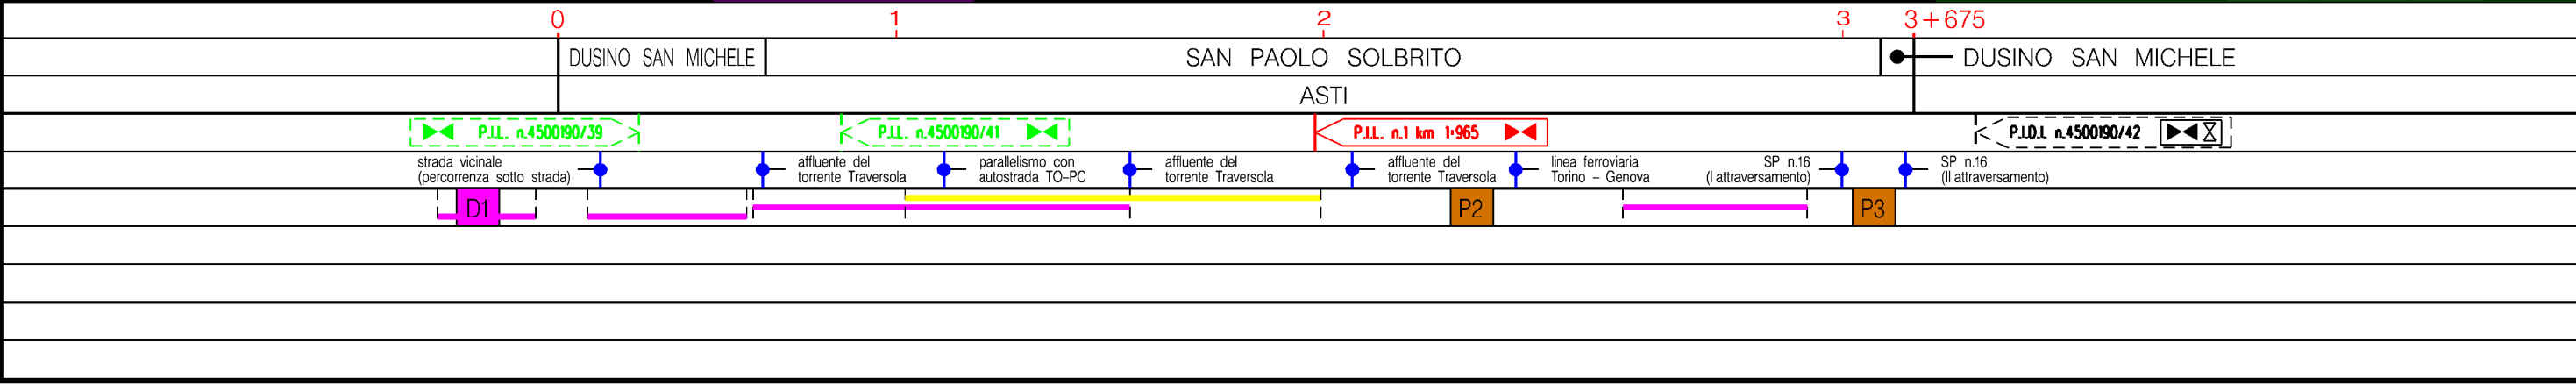 0 1 2 3 3+675
DUSINO SAN MICHELE SAN PAOLO SOLBRITO DUSINO SAN MICHELE
ASTI
P.I.L. n.4500190/39 P.I.L. n.4500190/41 P.I.L. n.1 km 1+965 P.I.D.I. n.4500190/42
strada vicinale
(percorrenza sotto strada)
affluente del
torrente Traversola
parallelismo con
autostrada TO-PC
affluente del
torrente Traversola
affluente del
torrente Traversola
linea ferroviaria
Torino - Genova
SP n.16
(I attraversamento)
SP n.16
(II attraversamento)
D1 P2 P3